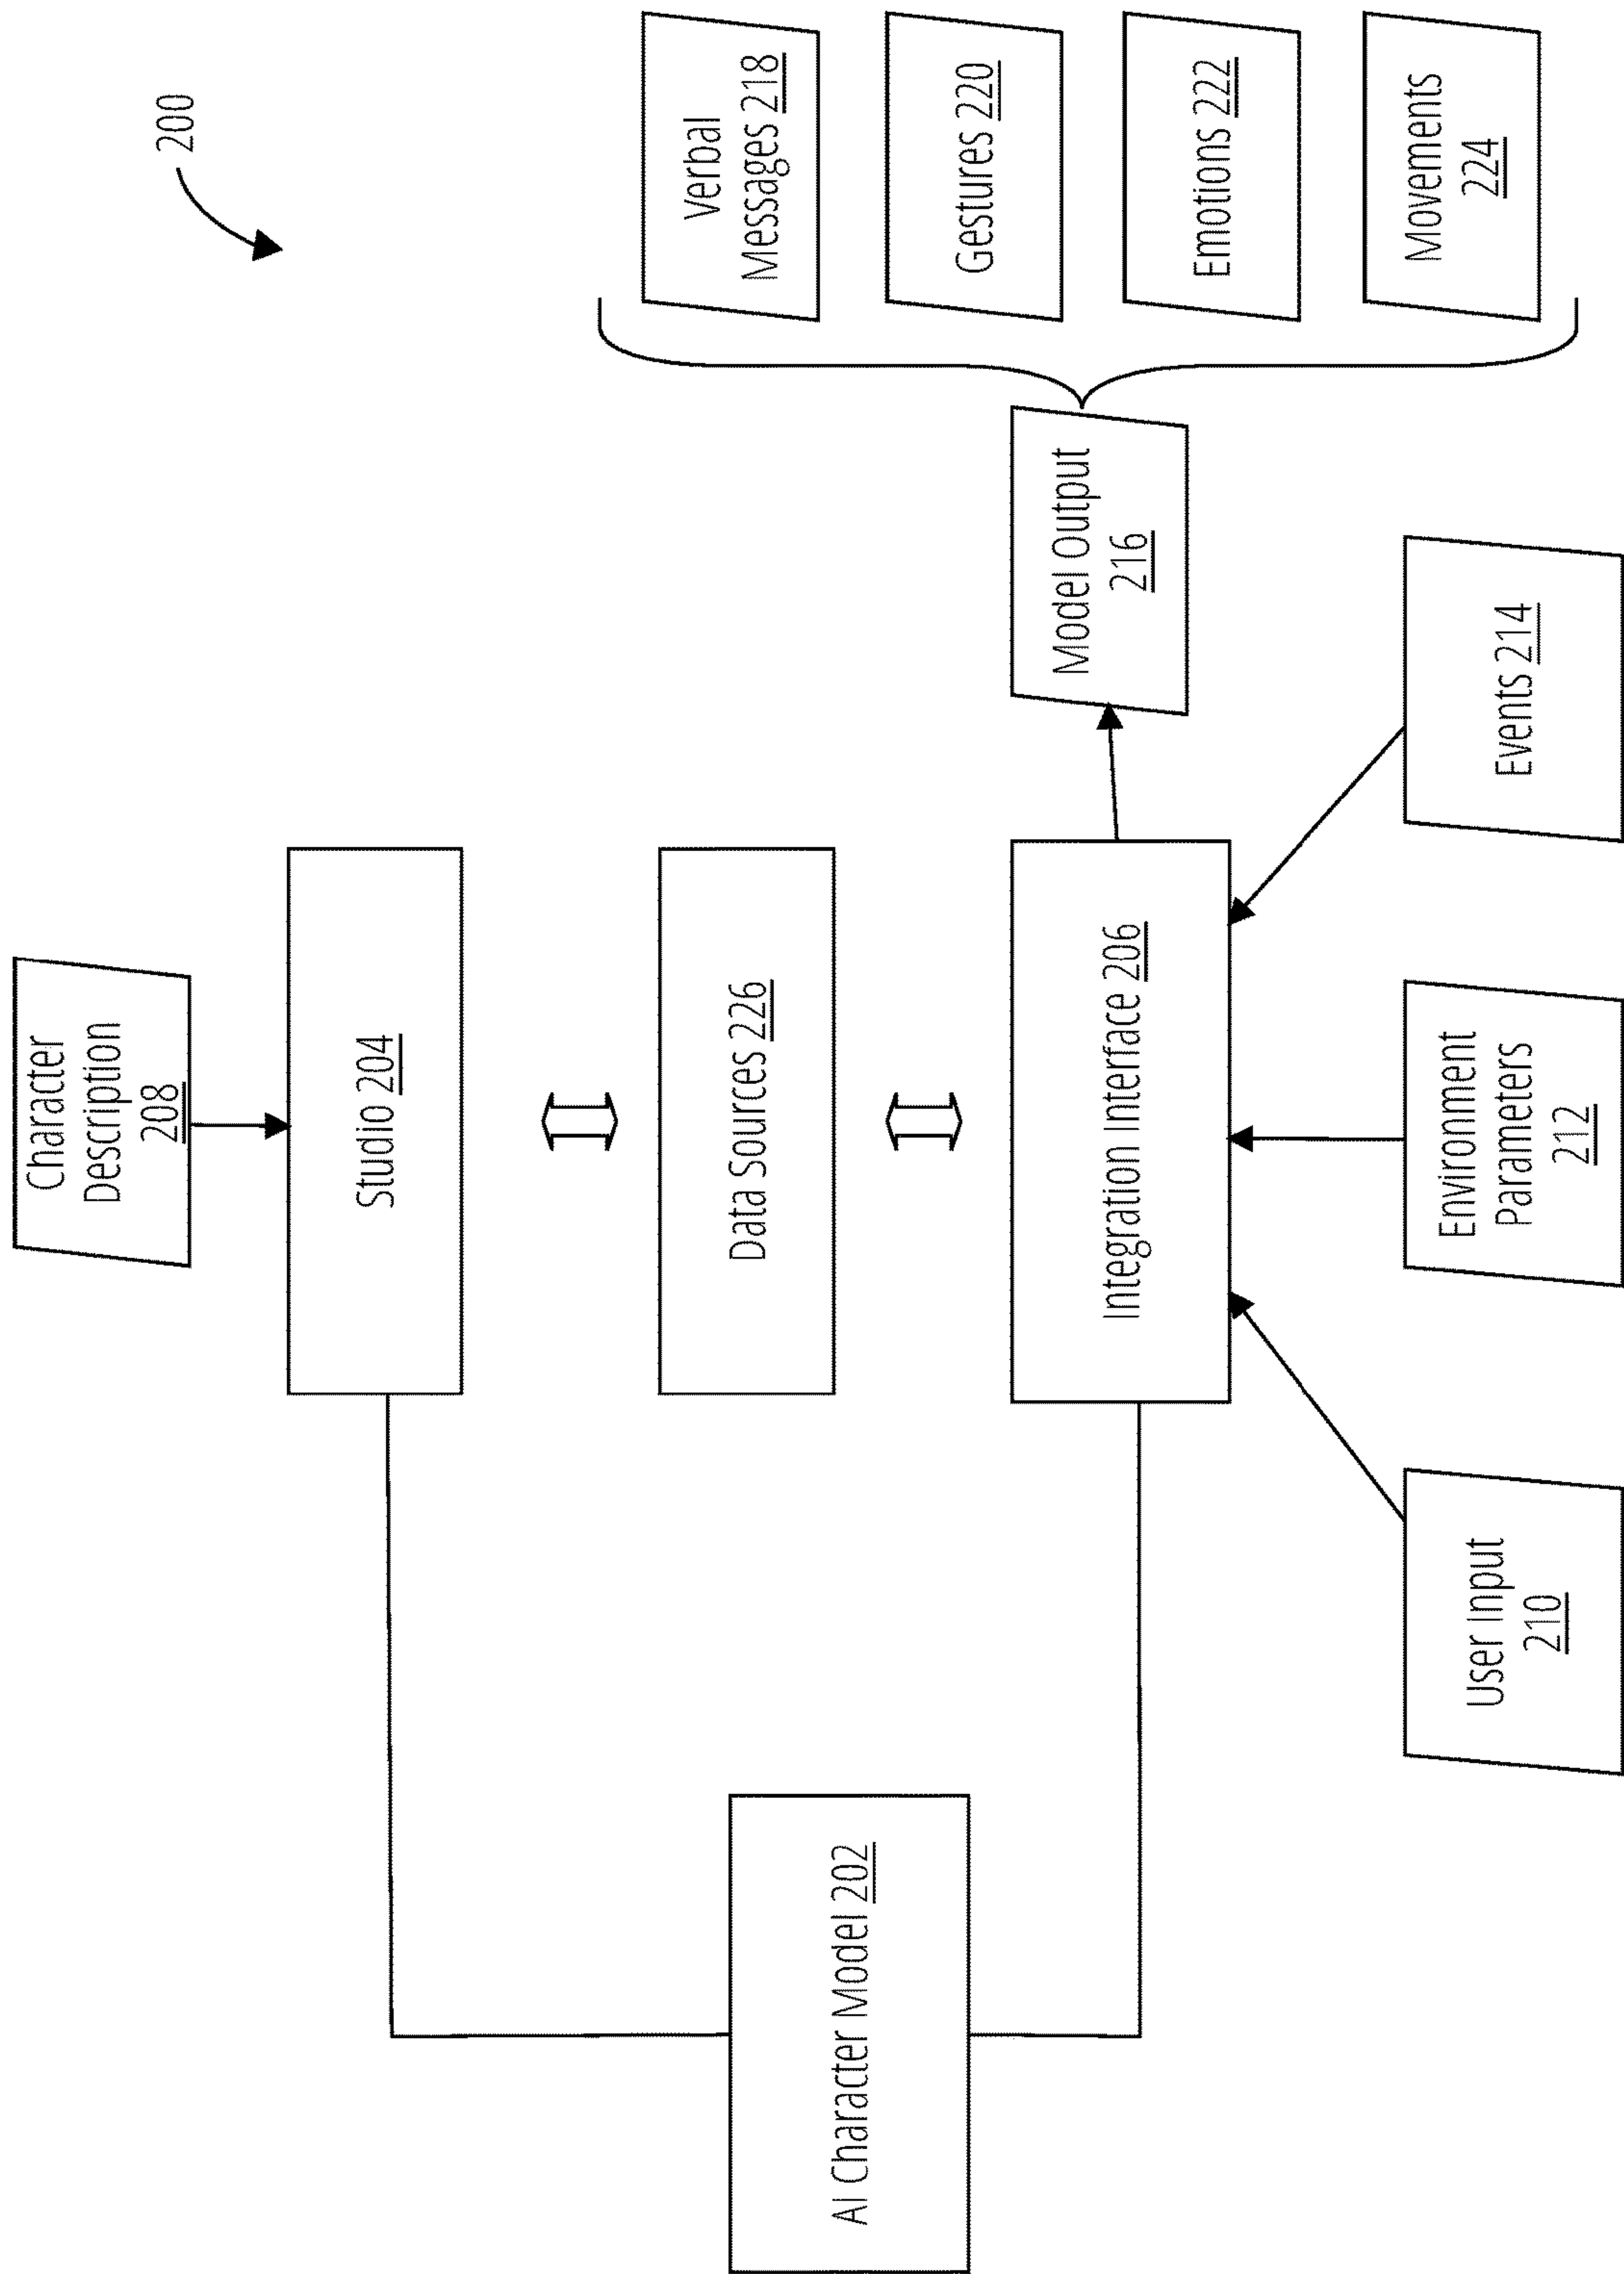 200
Character
Description
208
Studio 204
Data Sources 226
AI Character Model 202
Integration Interface 206
Verbal
Messages 218
Gestures 220
Emotions 222
Movements
224
Model Output
216
User Input
210
Environment
Parameters
212
Events 214